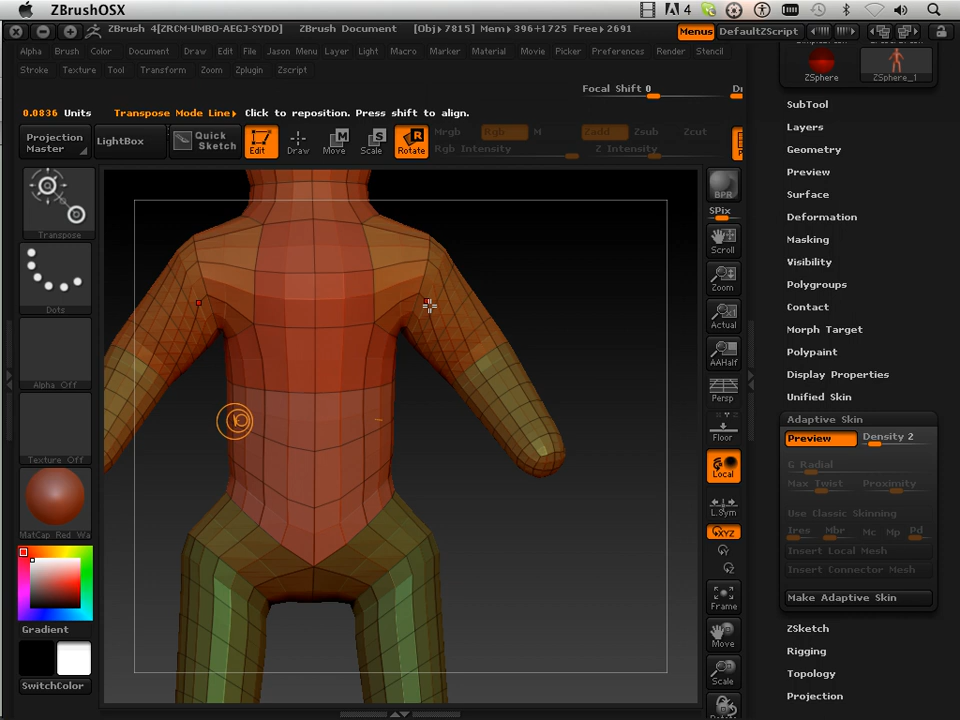 ZBrushOSX
4
ZBrush 4[ZRCM-UMBO-AEGJ-SYDD] ZBrush Document [Obj▸7815] Mem▸396+1725 Free▸2691 Menus DefaultZScript
Alpha Brush Color Document Draw Edit File Jason Menu Layer Light Macro Marker Material Movie Picker Preferences Render Stencil
Stroke Texture Tool Transform Zoom Zplugin Zscript
ZSphere ZSphere_1
Focal Shift 0
0.0836 Units Transpose Mode Line▸ Click to reposition. Press shift to align.
Projection Master
LightBox
Quick Sketch
Edit Draw Move Scale Rotate
Mrgb Rgb M
Rgb Intensity
Zadd Zsub Zcut
Z Intensity
Transpose
Dots
Alpha Off
Texture Off
MatCap Red Wa
Gradient
SwitchColor
BPR
SPix
Scroll
Zoom
Actual
AAHalf
Persp
Floor
Local
L.Sym
XYZ
Frame
Move
Scale
SubTool
Layers
Geometry
Preview
Surface
Deformation
Masking
Visibility
Polygroups
Contact
Morph Target
Polypaint
Display Properties
Unified Skin
Adaptive Skin
Preview Density 2
G Radial
Max Twist Proximity
Use Classic Skinning
Ires Mbr Mc Mp Pd
Insert Local Mesh
Insert Connector Mesh
Make Adaptive Skin
ZSketch
Rigging
Topology
Projection